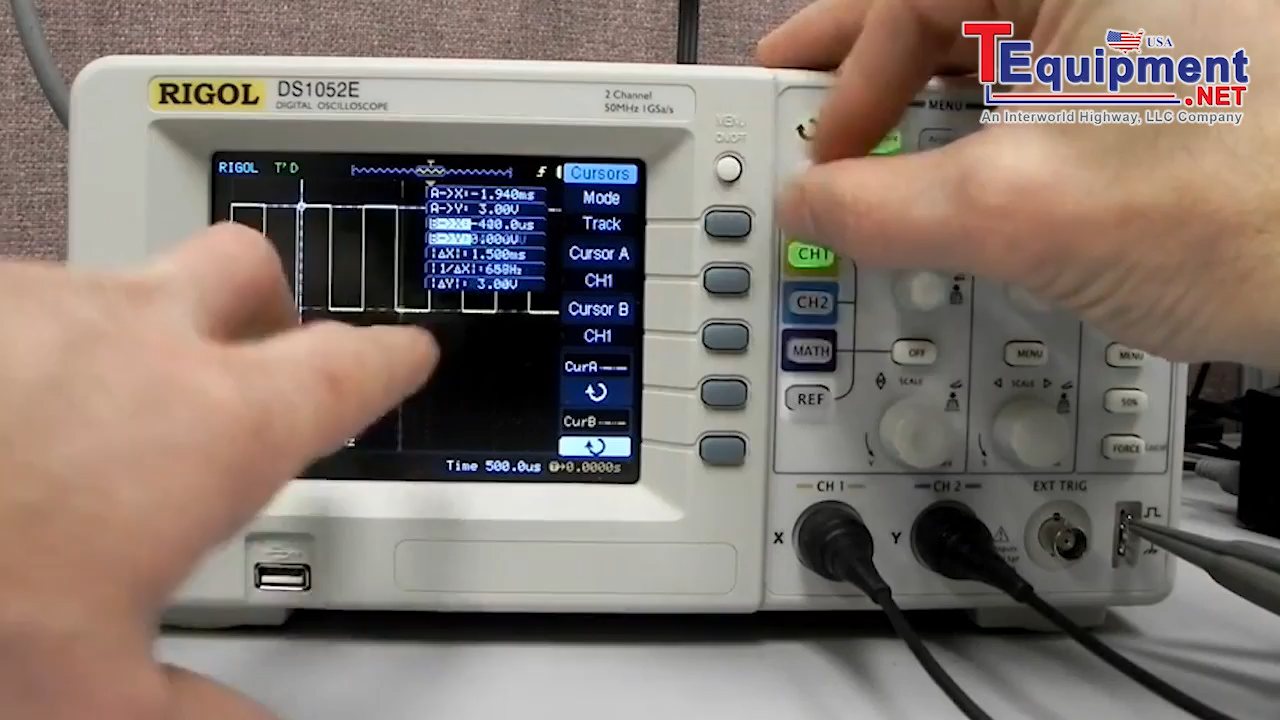 TEquipment
USA
.NET
An Interworld Highway, LLC Company
RIGOL
DS1052E
DIGITAL OSCILLOSCOPE
2 Channel
50MHz 1GSa/s
MENU
ON/OFF
MENU
RIGOL T'D
Cursors
Mode
Track
Cursor A
CH1
Cursor B
CH1
CurA
CurB
A->X:-1.940ms
A->Y: 3.00V
B->X:
B->Y:
|ΔX|: 1.500ms
|1/ΔX|:
|ΔY|: 3.00V
Time 500.0us T→0.0000s
CH1
CH2
MATH
REF
OFF
MENU
MENU
SCALE
SCALE
50%
FORCE
CH 1
CH 2
EXT TRIG
X
Y